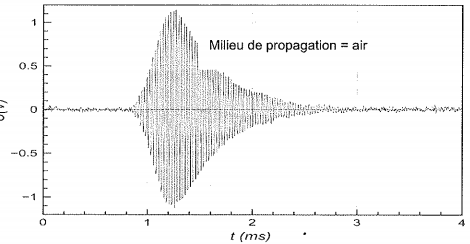 1
Milieu de propagation = air
0.5
0
−0.5
−1
0 1 2 3 4
t (ms)